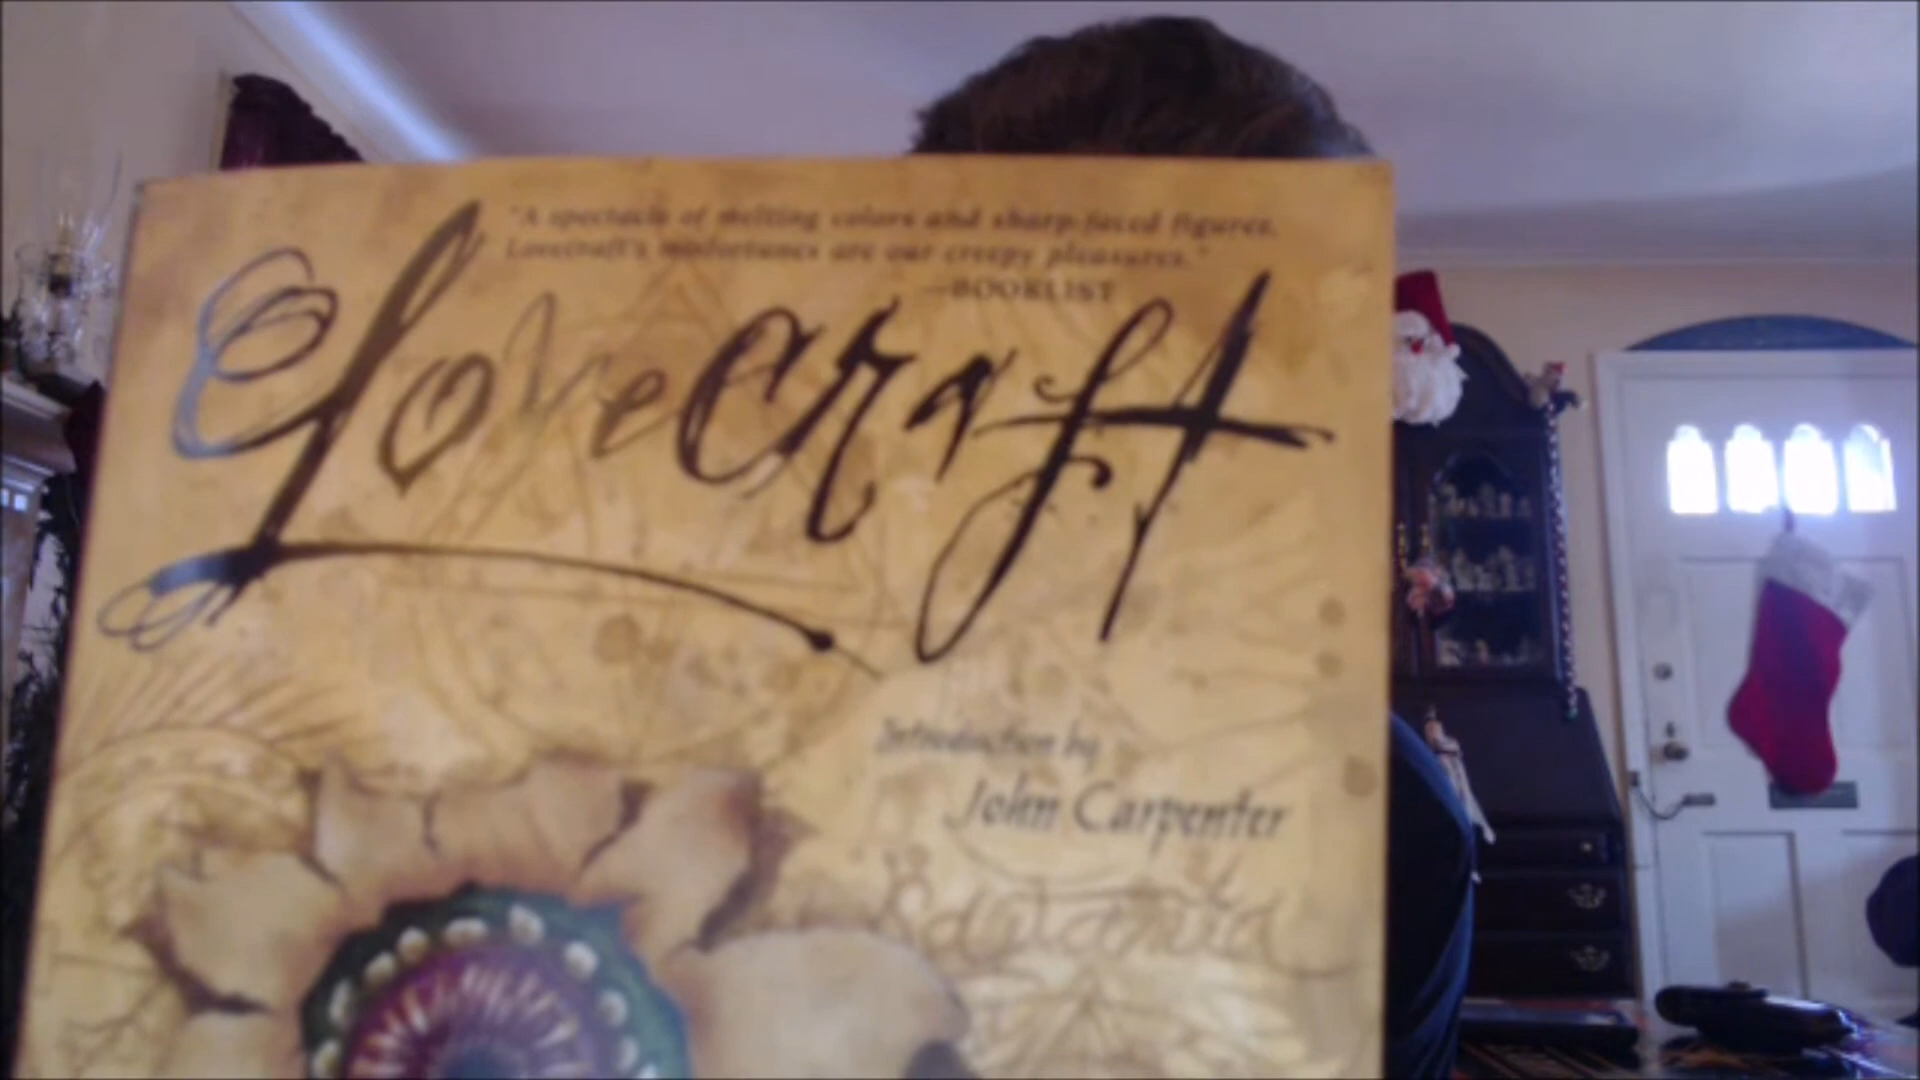 "A spectacle of melting colors and sharp-faced figures.
Lovecraft's misfortunes are our creepy pleasures."
—BOOKLIST
Lovecraft
Introduction by
John Carpenter